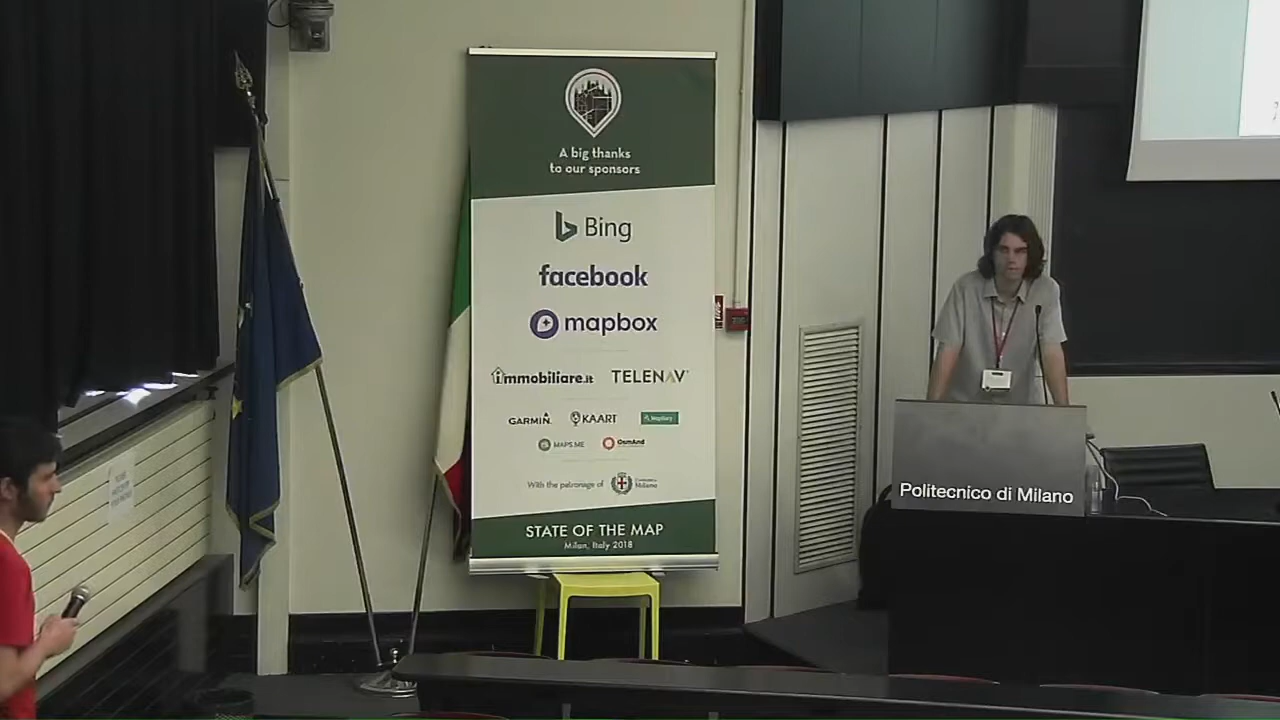 A big thanks
to our sponsors
Bing
facebook
mapbox
immobiliare.it
TELENAV
GARMIN
KAART
Mapillary
MAPS.ME
OsmAnd
With the patronage of
Milano
STATE OF THE MAP
Milan, Italy 2018
Politecnico di Milano